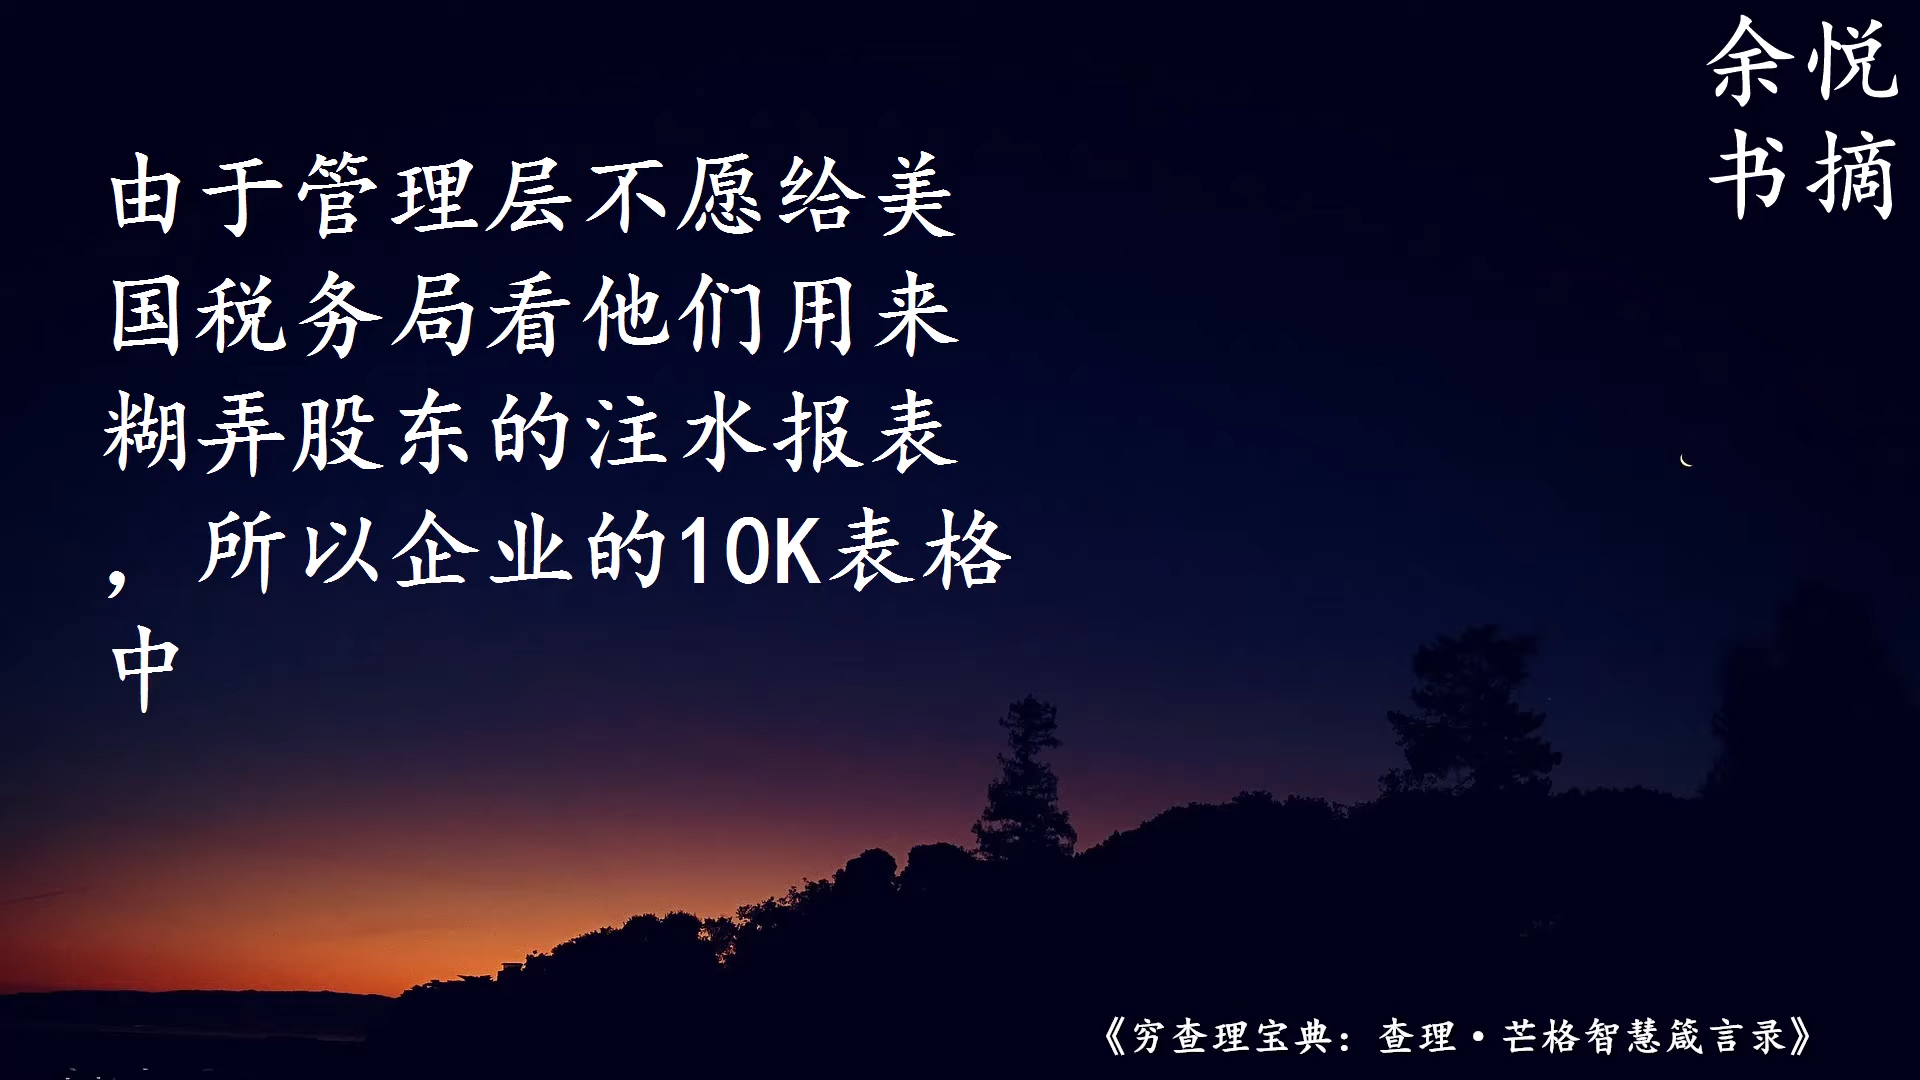 余悦
书摘
由于管理层不愿给美
国税务局看他们用来
糊弄股东的注水报表
，所以企业的10K表格
中
《穷查理宝典：查理·芒格智慧箴言录》